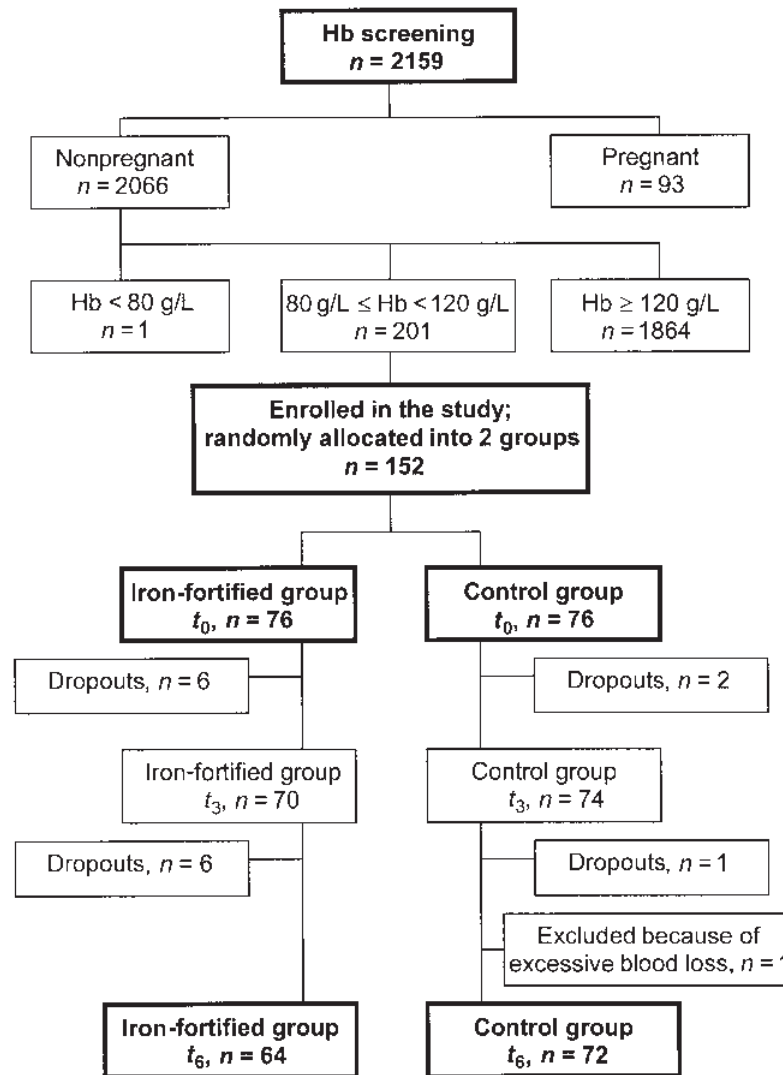 Hb screening
n = 2159
Nonpregnant
n = 2066
Pregnant
n = 93
Hb < 80 g/L
n = 1
80 g/L ≤ Hb < 120 g/L
n = 201
Hb ≥ 120 g/L
n = 1864
Enrolled in the study;
randomly allocated into 2 groups
n = 152
Iron-fortified group
t0, n = 76
Control group
t0, n = 76
Dropouts, n = 6
Dropouts, n = 2
Iron-fortified group
t3, n = 70
Control group
t3, n = 74
Dropouts, n = 6
Dropouts, n = 1
Excluded because of
excessive blood loss, n = 1
Iron-fortified group
t6, n = 64
Control group
t6, n = 72